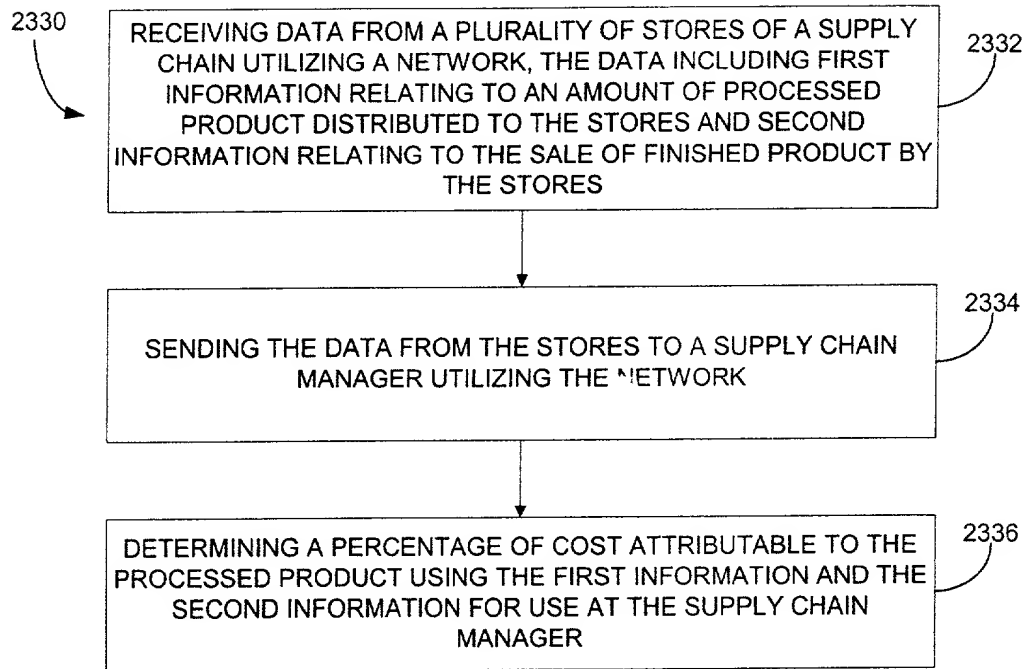 2330
RECEIVING DATA FROM A PLURALITY OF STORES OF A SUPPLY
CHAIN UTILIZING A NETWORK, THE DATA INCLUDING FIRST
INFORMATION RELATING TO AN AMOUNT OF PROCESSED
PRODUCT DISTRIBUTED TO THE STORES AND SECOND
INFORMATION RELATING TO THE SALE OF FINISHED PRODUCT BY
THE STORES
2332
SENDING THE DATA FROM THE STORES TO A SUPPLY CHAIN
MANAGER UTILIZING THE NETWORK
2334
DETERMINING A PERCENTAGE OF COST ATTRIBUTABLE TO THE
PROCESSED PRODUCT USING THE FIRST INFORMATION AND THE
SECOND INFORMATION FOR USE AT THE SUPPLY CHAIN
MANAGER
2336